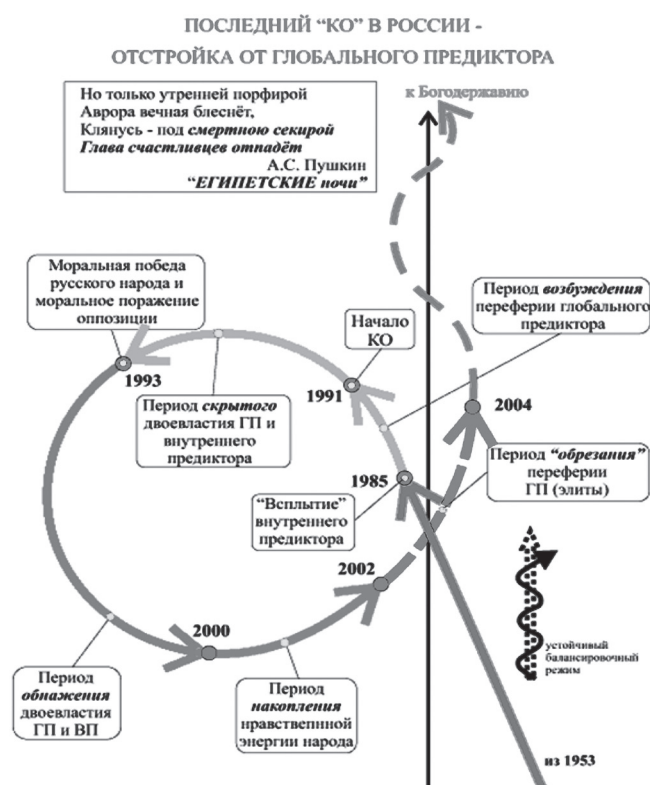 ПОСЛЕДНИЙ “КО” В РОССИИ -
ОТСТРОЙКА ОТ ГЛОБАЛЬНОГО ПРЕДИКТОРА
Но только утренней порфирой
Аврора вечная блеснёт,
Клянусь - под смертною секирой
Глава счастливцев отпадёт
А.С. Пушкин
“ЕГИПЕТСКИЕ ночи”
к Богодержавию
Моральная победа
русского народа и
моральное поражение
оппозиции
Начало
КО
Период возбуждения
переферии глобального
предиктора
1993
1991
2004
Период скрытого
двоевластия ГП и
внутреннего
предиктора
Период “обрезания”
переферии
ГП (элиты)
1985
“Всплытие”
внутреннего
предиктора
2002
2000
устойчивый
балансировочный
режим
Период
обнажения
двоевластия
ГП и ВП
Период
накопления
нравствепнинной
энергии народа
из 1953